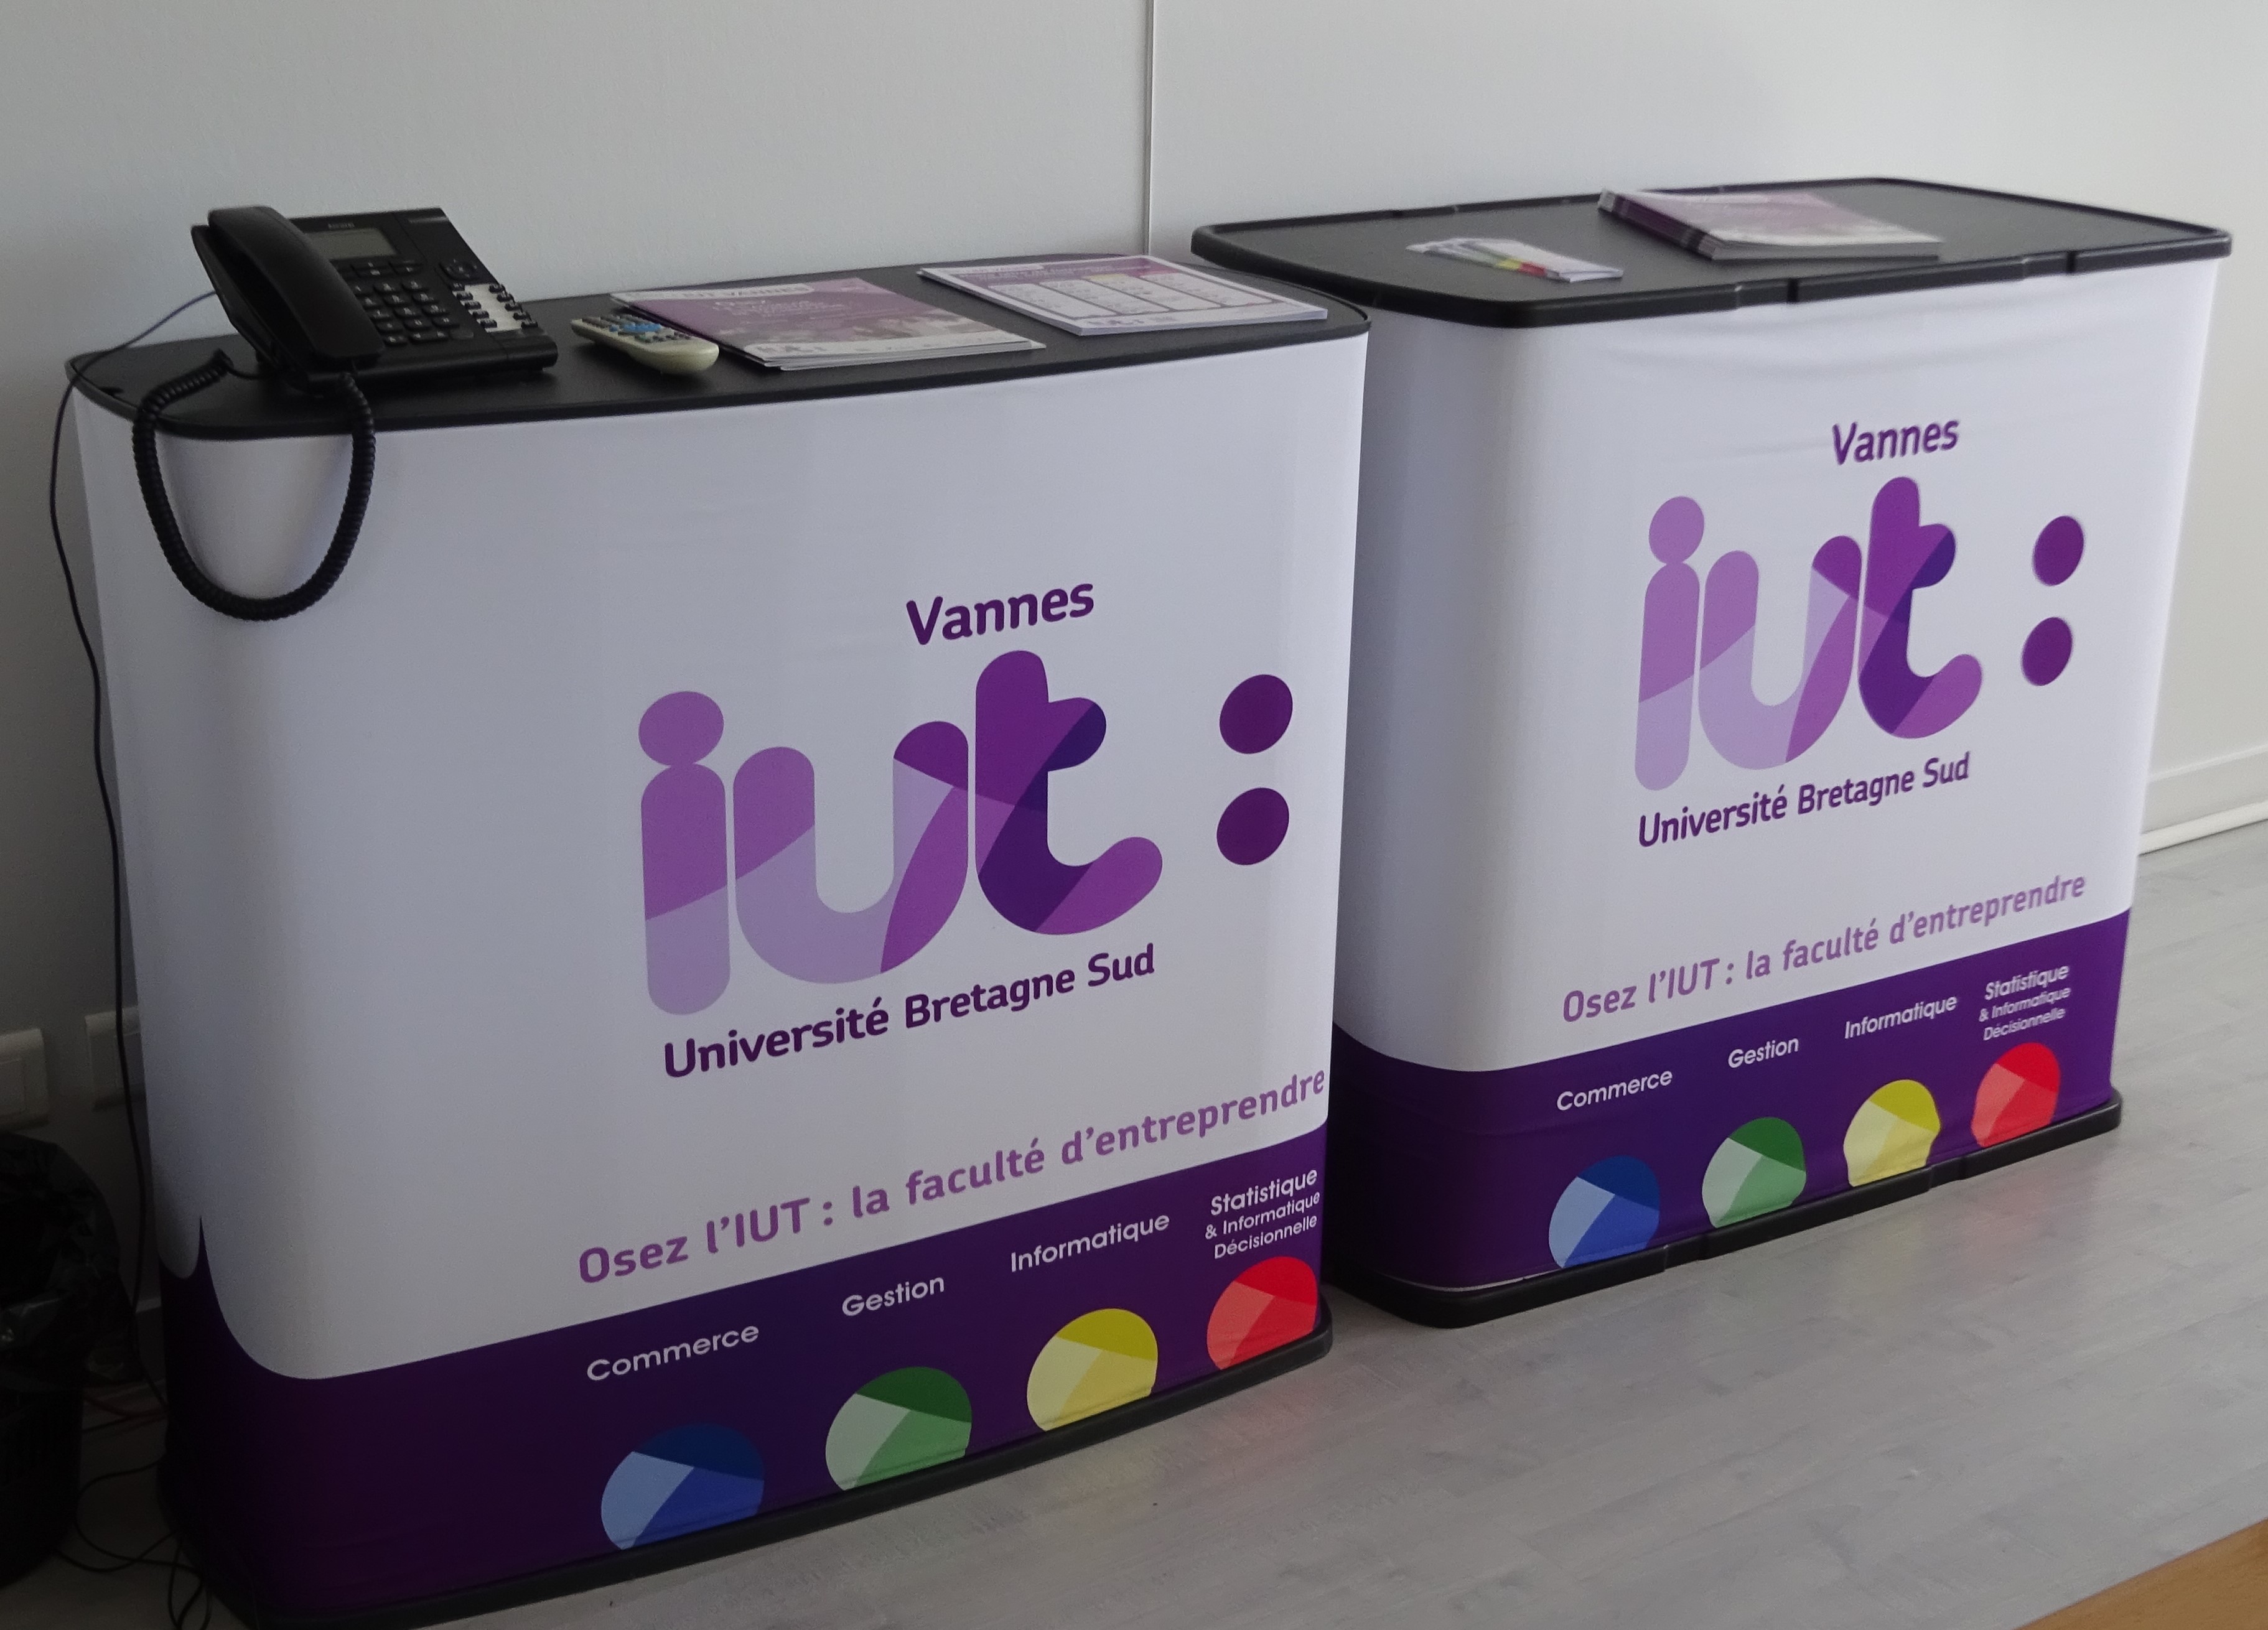 Vannes
iut:
Université Bretagne Sud
Osez l'IUT : la faculté d'entreprendre
Commerce
Gestion
Informatique
Statistique
& Informatique
Décisionnelle
Vannes
iut:
Université Bretagne Sud
Osez l'IUT : la faculté d'entreprendre
Commerce
Gestion
Informatique
Statistique
& Informatique
Décisionnelle